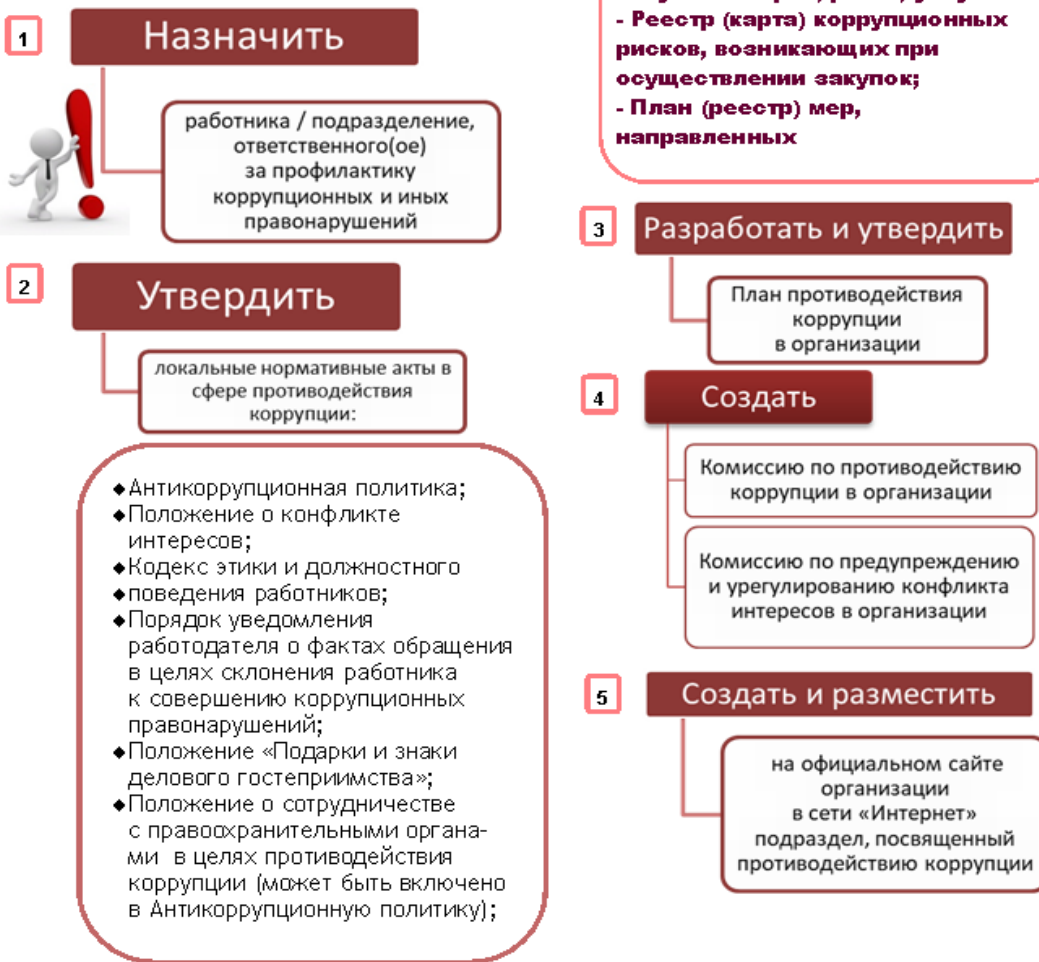 1
Назначить
работника / подразделение,
ответственного(ое)
за профилактику
коррупционных и иных
правонарушений
2
Утвердить
локальные нормативные акты в
сфере противодействия
коррупции:
◆Антикоррупционная политика;
◆Положение о конфликте
интересов;
◆Кодекс этики и должностного
◆поведения работников;
◆Порядок уведомления
работодателя о фактах обращения
в целях склонения работника
к совершению коррупционных
правонарушений;
◆Положение «Подарки и знаки
делового гостеприимства»;
◆Положение о сотрудничестве
с правоохранительными органа-
ми в целях противодействия
коррупции (может быть включено
в Антикоррупционную политику);
- Реестр (карта) коррупционных
рисков, возникающих при
осуществлении закупок;
- План (реестр) мер,
направленных
3
Разработать и утвердить
План противодействия
коррупции
в организации
4
Создать
Комиссию по противодействию
коррупции в организации
Комиссию по предупреждению
и урегулированию конфликта
интересов в организации
5
Создать и разместить
на официальном сайте
организации
в сети «Интернет»
подраздел, посвященный
противодействию коррупции